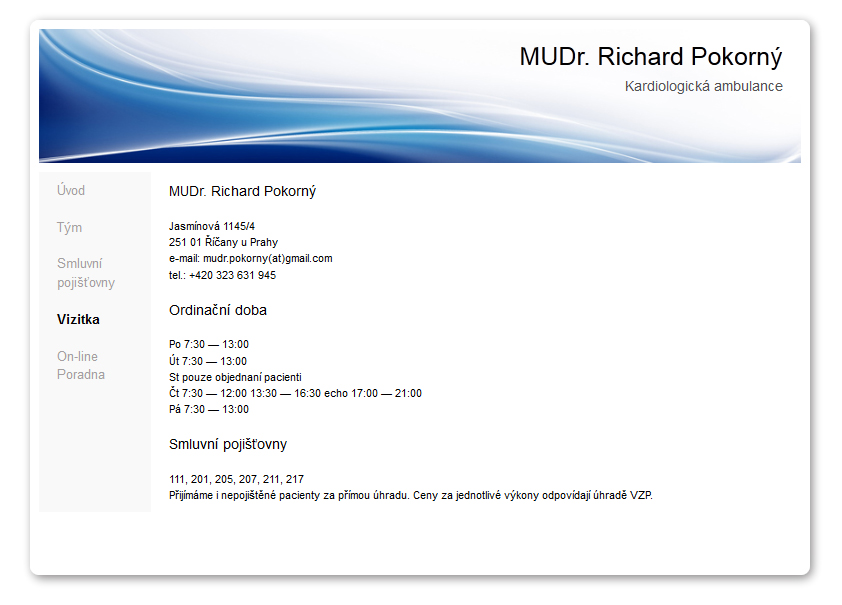 MUDr. Richard Pokorný
Kardiologická ambulance
Úvod
Tým
Smluvní
pojišťovny
Vizitka
On-line
Poradna
MUDr. Richard Pokorný
Jasmínová 1145/4
251 01 Říčany u Prahy
e-mail: mudr.pokorny(at)gmail.com
tel.: +420 323 631 945
Ordinační doba
Po 7:30 — 13:00
Út 7:30 — 13:00
St pouze objednaní pacienti
Čt 7:30 — 12:00 13:30 — 16:30 echo 17:00 — 21:00
Pá 7:30 — 13:00
Smluvní pojišťovny
111, 201, 205, 207, 211, 217
Přijímáme i nepojištěné pacienty za přímou úhradu. Ceny za jednotlivé výkony odpovídají úhradě VZP.